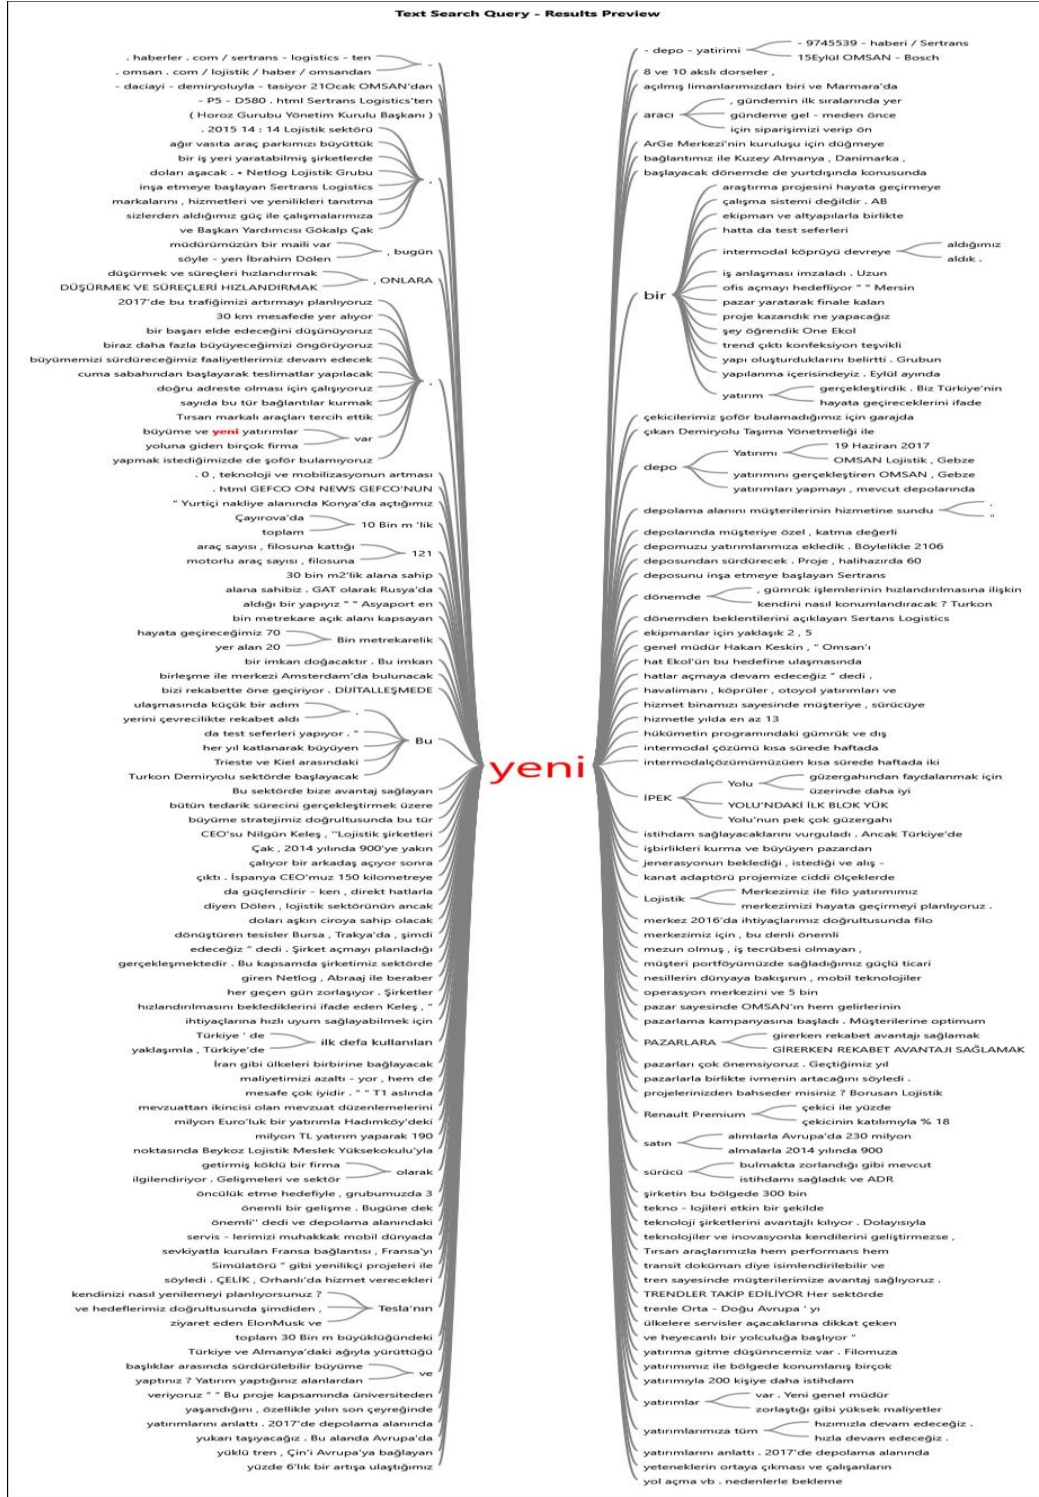 Text Search Query - Results Preview
. haberler . com / sertrans - logistics - ten
. omsan . com / lojistik / haber / omsandan
-
- daciayi - demiryoluyla - tasiyor 21Ocak OMSAN'dan
- P5 - D580 . html Sertrans Logistics'ten
( Horoz Gurubu Yönetim Kurulu Başkanı )
. 2015 14 : 14 Lojistik sektörü
ağır vasıta araç parkımızı büyüttük
bir iş yeri yaratabilmiş şirketlerde
doları aşacak . • Netlog Lojistik Grubu
inşa etmeye başlayan Sertrans Logistics
,
markalarını , hizmetleri ve yenilikleri tanıtma
sizlerden aldığımız güç ile çalışmalarımıza
ve Başkan Yardımcısı Gökalp Çak
müdürümüzün bir maili var
söyle - yen İbrahim Dölen
, bugün
düşürmek ve süreçleri hızlandırmak
DÜŞÜRMEK VE SÜREÇLERİ HIZLANDIRMAK
, ONLARA
2017'de bu trafiğimizi artırmayı planlıyoruz
30 km mesafede yer alıyor
bir başarı elde edeceğini düşünüyoruz
biraz daha fazla büyüyeceğimizi öngörüyoruz
büyümemizi sürdüreceğimiz faaliyetlerimiz devam edecek
cuma sabahından başlayarak teslimatlar yapılacak
.
doğru adreste olması için çalışıyoruz
sayıda bu tür bağlantılar kurmak
Tırsan markalı araçları tercih ettik
büyüme ve yeni yatırımlar
yoluna giden birçok firma
var
yapmak istediğimizde de şoför bulamıyoruz
. 0 , teknoloji ve mobilizasyonun artması
. html GEFCO ON NEWS GEFCO'NUN
" Yurtiçi nakliye alanında Konya'da açtığımız
Çayırova'da
toplam
10 Bin m 'lik
araç sayısı , filosuna kattığı
motorlu araç sayısı , filosuna
121
30 bin m2'lik alana sahip
alana sahibiz . GAT olarak Rusya'da
aldığı bir yapıyız " " Asyaport en
bin metrekare açık alanı kapsayan
hayata geçireceğimiz 70
yer alan 20
Bin metrekarelik
bir imkan doğacaktır . Bu imkan
birleşme ile merkezi Amsterdam'da bulunacak
bizi rekabette öne geçiriyor . DİJİTALLEŞMEDE
ulaşmasında küçük bir adım
yerini çevrecilikte rekabet aldı
.
da test seferleri yapıyor . "
her yıl katlanarak büyüyen
Bu
Trieste ve Kiel arasındaki
Turkon Demiryolu sektörde başlayacak
Bu sektörde bize avantaj sağlayan
bütün tedarik sürecini gerçekleştirmek üzere
büyüme stratejimiz doğrultusunda bu tür
CEO'su Nilgün Keleş , ''Lojistik şirketleri
Çak , 2014 yılında 900'ye yakın
çalıyor bir arkadaş açıyor sonra
çıktı . İspanya CEO'muz 150 kilometreye
da güçlendirir - ken , direkt hatlarla
diyen Dölen , lojistik sektörünün ancak
doları aşkın ciroya sahip olacak
dönüştüren tesisler Bursa , Trakya'da , şimdi
edeceğiz " dedi . Şirket açmayı planladığı
gerçekleşmektedir . Bu kapsamda şirketimiz sektörde
giren Netlog , Abraaj ile beraber
her geçen gün zorlaşıyor . Şirketler
hızlandırılmasını beklediklerini ifade eden Keleş , "
ihtiyaçlarına hızlı uyum sağlayabilmek için
Türkiye ' de
yaklaşımla , Türkiye'de
ilk defa kullanılan
İran gibi ülkeleri birbirine bağlayacak
maliyetimizi azaltı - yor , hem de
mesafe çok iyidir . " " T1 aslında
mevzuattan ikincisi olan mevzuat düzenlemelerini
milyon Euro'luk bir yatırımla Hadımköy'deki
milyon TL yatırım yaparak 190
noktasında Beykoz Lojistik Meslek Yüksekokulu'yla
getirmiş köklü bir firma
ilgilendiriyor . Gelişmeleri ve sektör
olarak
öncülük etme hedefiyle , grubumuzda 3
önemli bir gelişme . Bugüne dek
önemli'' dedi ve depolama alanındaki
servis - lerimizi muhakkak mobil dünyada
sevkiyatla kurulan Fransa bağlantısı , Fransa'yı
Simülatörü " gibi yenilikçi projeleri ile
söyledi . ÇELİK , Orhanlı'da hizmet verecekleri
kendinizi nasıl yenilemeyi planlıyorsunuz ?
ve hedeflerimiz doğrultusunda şimdiden ,
ziyaret eden ElonMusk ve
Tesla'nın
toplam 30 Bin m büyüklüğündeki
Türkiye ve Almanya'daki ağıyla yürüttüğü
başlıklar arasında sürdürülebilir büyüme
yaptınız ? Yatırım yaptığınız alanlardan
ve
veriyoruz " " Bu proje kapsamında üniversiteden
yaşandığını , özellikle yılın son çeyreğinde
yatırımlarını anlattı . 2017'de depolama alanında
yukarı taşıyacağız . Bu alanda Avrupa'da
yüklü tren , Çin'i Avrupa'ya bağlayan
yüzde 6'lık bir artışa ulaştığımız
yeni
- depo - yatirimi
- 9745539 - haberi / Sertrans
15Eylül OMSAN - Bosch
8 ve 10 akslı dorseler ,
açılmış limanlarımızdan biri ve Marmara'da
aracı
, gündemin ilk sıralarında yer
gündeme gel - meden önce
için siparişimizi verip ön
ArGe Merkezi'nin kuruluşu için düğmeye
bağlantımız ile Kuzey Almanya , Danimarka ,
başlayacak dönemde de yurtdışında konusunda
bir
araştırma projesini hayata geçirmeye
çalışma sistemi değildir . AB
ekipman ve altyapılarla birlikte
hatta da test seferleri
intermodal köprüyü devreye
aldığımız
aldık .
iş anlaşması imzaladı . Uzun
ofis açmayı hedefliyor " " Mersin
pazar yaratarak finale kalan
proje kazandık ne yapacağız
şey öğrendik One Ekol
trend çıktı konfeksiyon teşvikli
yapı oluşturduklarını belirtti . Grubun
yapılanma içerisindeyiz . Eylül ayında
yatırım
gerçekleştirdik . Biz Türkiye'nin
hayata geçireceklerini ifade
çekicilerimiz şoför bulamadığımız için garajda
çıkan Demiryolu Taşıma Yönetmeliği ile
depo
Yatırımı
19 Haziran 2017
OMSAN Lojistik , Gebze
yatırımını gerçekleştiren OMSAN , Gebze
yatırımları yapmayı , mevcut depolarında
depolama alanını müşterilerinin hizmetine sundu
.
"
depolarında müşteriye özel , katma değerli
depomuzu yatırımlarımıza ekledik . Böylelikle 2106
deposundan sürdürecek . Proje , halihazırda 60
deposunu inşa etmeye başlayan Sertrans
dönemde
, gümrük işlemlerinin hızlandırılmasına ilişkin
kendini nasıl konumlandıracak ? Turkon
dönemden beklentilerini açıklayan Sertans Logistics
ekipmanlar için yaklaşık 2 , 5
genel müdür Hakan Keskin , " Omsan'ı
hat Ekol'ün bu hedefine ulaşmasında
hatlar açmaya devam edeceğiz " dedi .
havalimanı , köprüler , otoyol yatırımları ve
hizmet binamızı sayesinde müşteriye , sürücüye
hizmetle yılda en az 13
hükümetin programındaki gümrük ve dış
intermodal çözümü kısa sürede haftada
intermodalçözümümüzüen kısa sürede haftada iki
İPEK
Yolu
güzergahından faydalanmak için
üzerinde daha iyi
YOLU'NDAKİ İLK BLOK YÜK
Yolu'nun pek çok güzergahı
istihdam sağlayacaklarını vurguladı . Ancak Türkiye'de
işbirlikleri kurma ve büyüyen pazardan
jenerasyonun beklediği , istediği ve alış -
kanat adaptörü projemize ciddi ölçeklerde
Lojistik
Merkezimiz ile filo yatırımımız
merkezimizi hayata geçirmeyi planlıyoruz .
merkez 2016'da ihtiyaçlarımız doğrultusunda filo
merkezimiz için , bu denli önemli
mezun olmuş , iş tecrübesi olmayan ,
müşteri portföyümüzde sağladığımız güçlü ticari
nesillerin dünyaya bakışının , mobil teknolojiler
operasyon merkezini ve 5 bin
pazar sayesinde OMSAN'ın hem gelirlerinin
pazarlama kampanyasına başladı . Müşterilerine optimum
PAZARLARA
girerken rekabet avantajı sağlamak
GİRERKEN REKABET AVANTAJI SAĞLAMAK
pazarları çok önemsiyoruz . Geçtiğimiz yıl
pazarlarla birlikte ivmenin artacağını söyledi .
projelerinizden bahseder misiniz ? Borusan Lojistik
Renault Premium
çekici ile yüzde
çekicinin katılımıyla % 18
satın
alımlarla Avrupa'da 230 milyon
almalarla 2014 yılında 900
sürücü
bulmakta zorlandığı gibi mevcut
istihdamı sağladık ve ADR
şirketin bu bölgede 300 bin
tekno - lojileri etkin bir şekilde
teknoloji şirketlerini avantajlı kılıyor . Dolayısıyla
teknolojiler ve inovasyonla kendilerini geliştirmezse ,
Tırsan araçlarımızla hem performans hem
transit doküman diye isimlendirilebilir ve
tren sayesinde müşterilerimize avantaj sağlıyoruz .
TRENDLER TAKİP EDİLİYOR Her sektörde
trenle Orta - Doğu Avrupa ' yı
ülkelere servisler açacaklarına dikkat çeken
ve heyecanlı bir yolculuğa başlıyor "
yatırıma gitme düşünncemiz var . Filomuza
yatırımımız ile bölgede konumlanış birçok
yatırımıyla 200 kişiye daha istihdam
yatırımlar
var . Yeni genel müdür
zorlaştığı gibi yüksek maliyetler
yatırımlarımıza tüm
hızımızla devam edeceğiz .
hızla devam edeceğiz .
yatırımlarını anlattı . 2017'de depolama alanında
yeteneklerin ortaya çıkması ve çalışanların
yol açma vb . nedenlerle bekleme